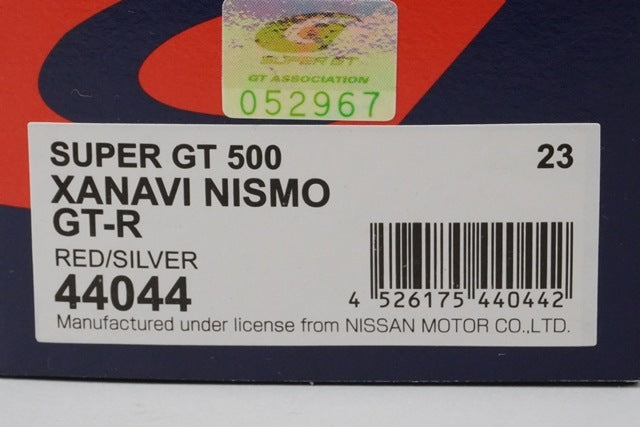 SUPER GT
GT ASSOCIATION
052967
SUPER GT 500 23
XANAVI NISMO
GT-R
RED/SILVER
44044
4 526175 440442
Manufactured under license from NISSAN MOTOR CO.,LTD.